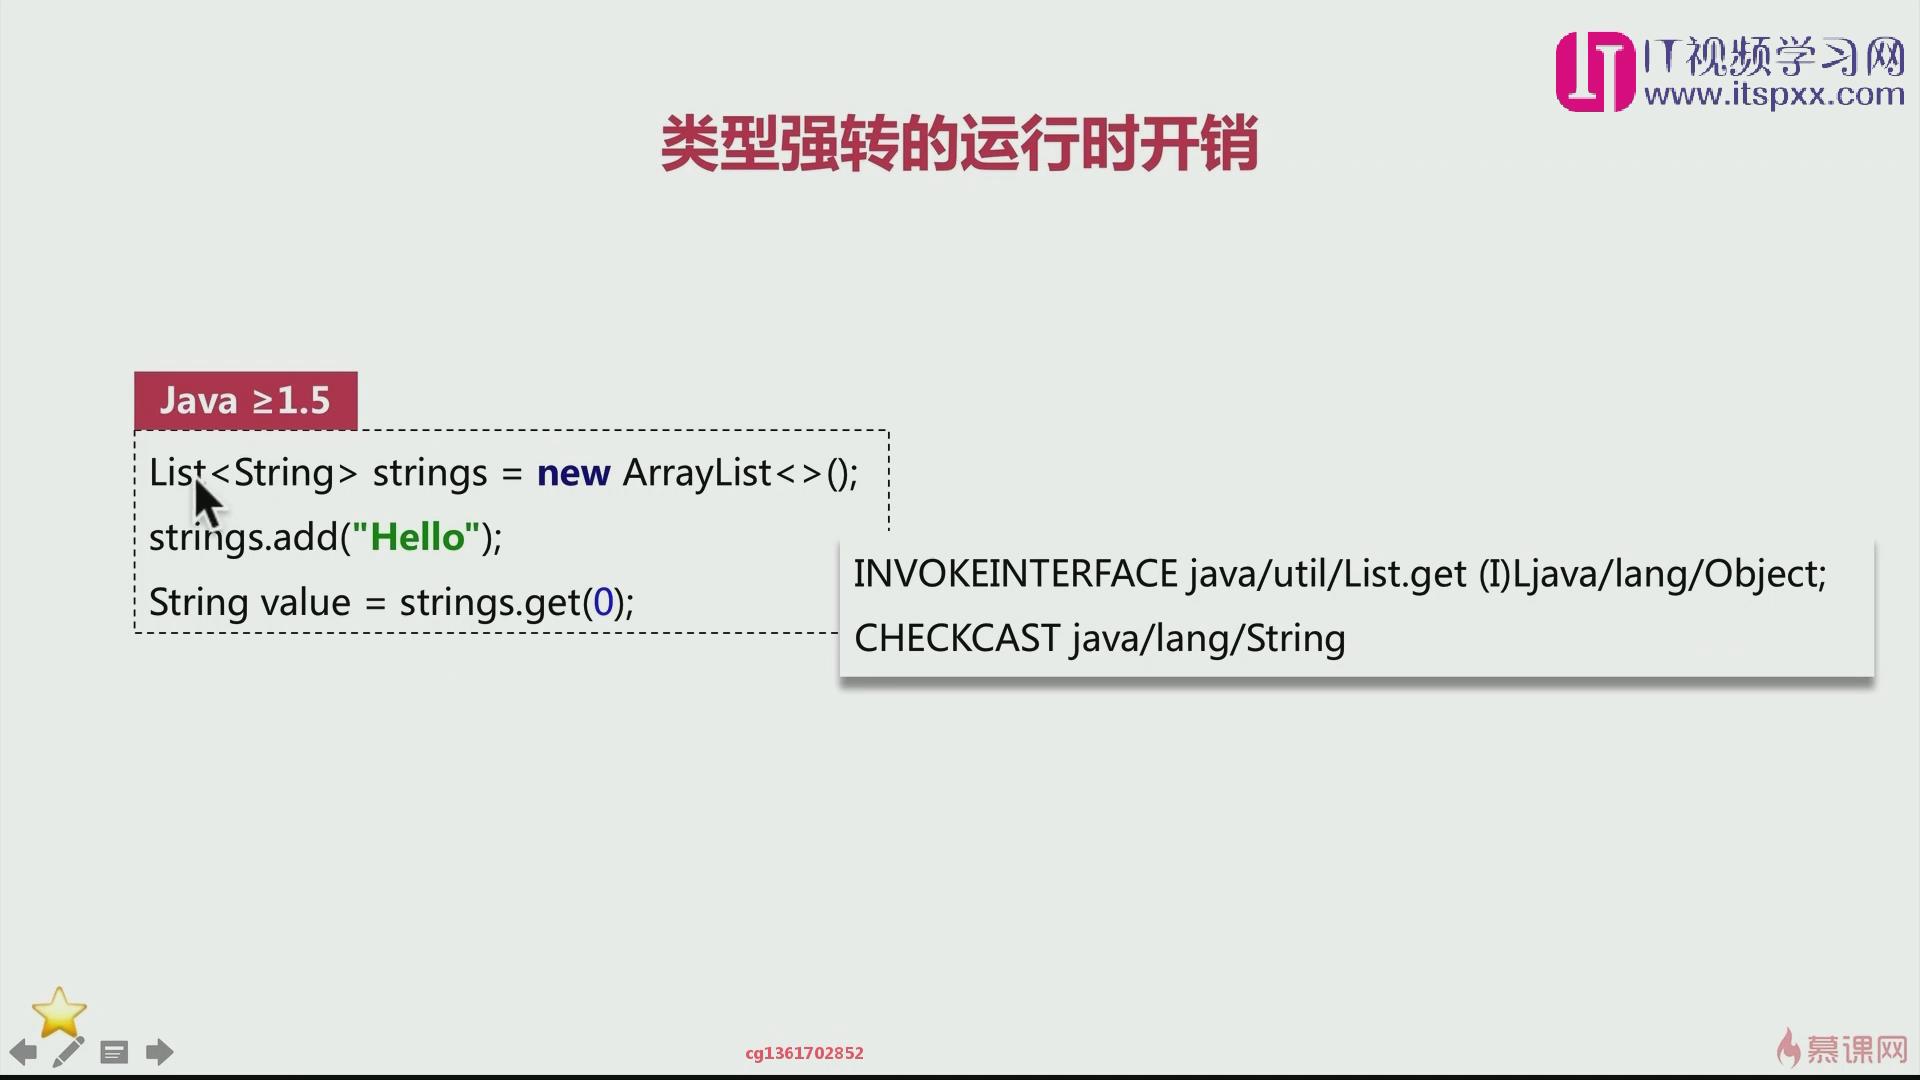 IT视频学习网
www.itspxx.com
类型强转的运行时开销
Java ≥1.5
List<String> strings = new ArrayList<>();
strings.add("Hello");
String value = strings.get(0);
INVOKEINTERFACE java/util/List.get (I)Ljava/lang/Object;
CHECKCAST java/lang/String
cg1361702852
慕课网